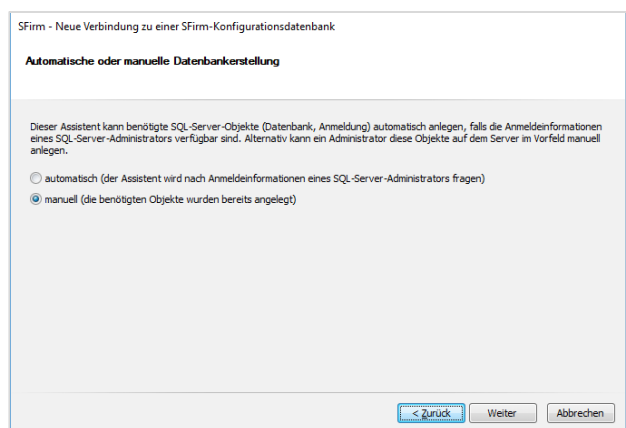 SFirm - Neue Verbindung zu einer SFirm-Konfigurationsdatenbank
Automatische oder manuelle Datenbankerstellung
Dieser Assistent kann benötigte SQL-Server-Objekte (Datenbank, Anmeldung) automatisch anlegen, falls die Anmeldeinformationen
eines SQL-Server-Administrators verfügbar sind. Alternativ kann ein Administrator diese Objekte auf dem Server im Vorfeld manuell
anlegen.
automatisch (der Assistent wird nach Anmeldeinformationen eines SQL-Server-Administrators fragen)
manuell (die benötigten Objekte wurden bereits angelegt)
< Zurück Weiter Abbrechen